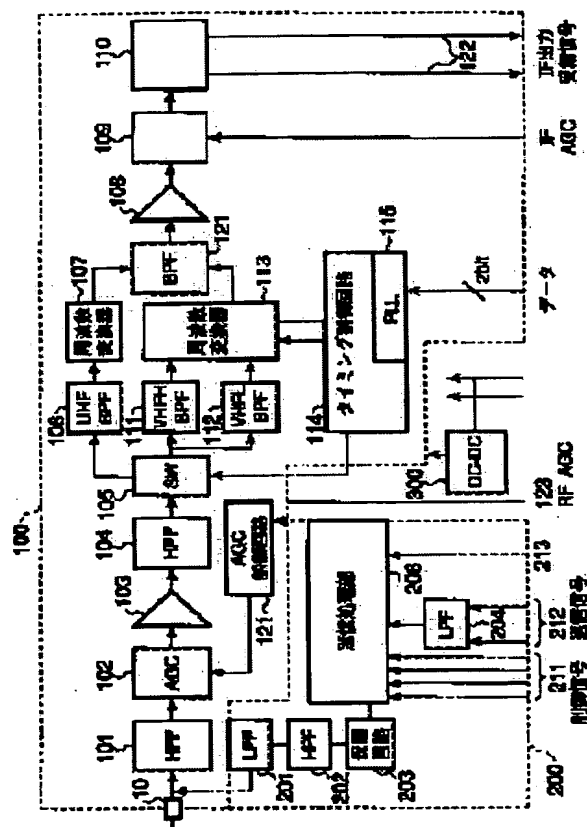 100
10
101
HPF
102
AGC
103
104
HPF
105
SW
106
UHF
BPF
107
周波数
変換器
111
VHFH
BPF
112
VHFL
BPF
113
周波数
変換器
121
BPF
108
109
110
122
IF出力
受信信号
IF
AGC
114
タイミング制御回路
115
PLL
2bit
データ
300
DC-DC
123
RF AGC
AGC
制御回路
121
送信処理部
206
213
LPF
204
212
送信信号
211
制御信号
LPF
201
HPF
202
回路
203
200